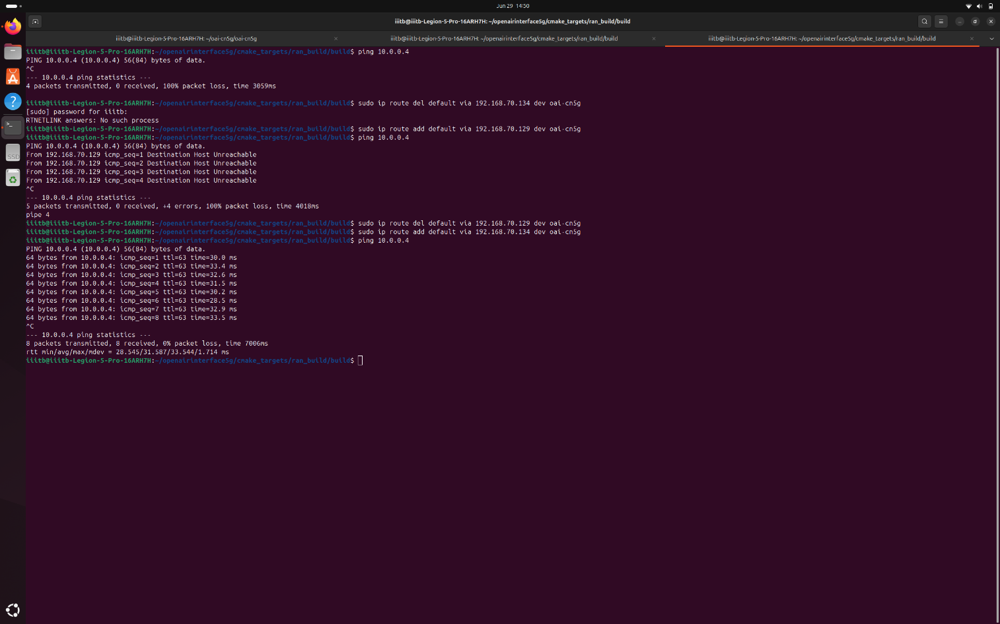 Jun 29 14:50
iiitb@iiitb-Legion-5-Pro-16ARH7H: ~/openairinterface5g/cmake_targets/ran_build/build
iiitb@iiitb-Legion-5-Pro-16ARH7H: ~/oai-cn5g/oai-cn5g
iiitb@iiitb-Legion-5-Pro-16ARH7H: ~/openairinterface5g/cmake_targets/ran_build/build
iiitb@iiitb-Legion-5-Pro-16ARH7H: ~/openairinterface5g/cmake_targets/ran_build/build
iiitb@iiitb-Legion-5-Pro-16ARH7H:~/openairinterface5g/cmake_targets/ran_build/build$ ping 10.0.0.4
PING 10.0.0.4 (10.0.0.4) 56(84) bytes of data.
^C
--- 10.0.0.4 ping statistics ---
4 packets transmitted, 0 received, 100% packet loss, time 3059ms
iiitb@iiitb-Legion-5-Pro-16ARH7H:~/openairinterface5g/cmake_targets/ran_build/build$ sudo ip route del default via 192.168.70.134 dev oai-cn5g
[sudo] password for iiitb:
RTNETLINK answers: No such process
iiitb@iiitb-Legion-5-Pro-16ARH7H:~/openairinterface5g/cmake_targets/ran_build/build$ sudo ip route add default via 192.168.70.129 dev oai-cn5g
iiitb@iiitb-Legion-5-Pro-16ARH7H:~/openairinterface5g/cmake_targets/ran_build/build$ ping 10.0.0.4
PING 10.0.0.4 (10.0.0.4) 56(84) bytes of data.
From 192.168.70.129 icmp_seq=1 Destination Host Unreachable
From 192.168.70.129 icmp_seq=2 Destination Host Unreachable
From 192.168.70.129 icmp_seq=3 Destination Host Unreachable
From 192.168.70.129 icmp_seq=4 Destination Host Unreachable
^C
--- 10.0.0.4 ping statistics ---
5 packets transmitted, 0 received, +4 errors, 100% packet loss, time 4018ms
pipe 4
iiitb@iiitb-Legion-5-Pro-16ARH7H:~/openairinterface5g/cmake_targets/ran_build/build$ sudo ip route del default via 192.168.70.129 dev oai-cn5g
iiitb@iiitb-Legion-5-Pro-16ARH7H:~/openairinterface5g/cmake_targets/ran_build/build$ sudo ip route add default via 192.168.70.134 dev oai-cn5g
iiitb@iiitb-Legion-5-Pro-16ARH7H:~/openairinterface5g/cmake_targets/ran_build/build$ ping 10.0.0.4
PING 10.0.0.4 (10.0.0.4) 56(84) bytes of data.
64 bytes from 10.0.0.4: icmp_seq=1 ttl=63 time=30.0 ms
64 bytes from 10.0.0.4: icmp_seq=2 ttl=63 time=33.4 ms
64 bytes from 10.0.0.4: icmp_seq=3 ttl=63 time=32.6 ms
64 bytes from 10.0.0.4: icmp_seq=4 ttl=63 time=31.5 ms
64 bytes from 10.0.0.4: icmp_seq=5 ttl=63 time=30.2 ms
64 bytes from 10.0.0.4: icmp_seq=6 ttl=63 time=28.5 ms
64 bytes from 10.0.0.4: icmp_seq=7 ttl=63 time=32.9 ms
64 bytes from 10.0.0.4: icmp_seq=8 ttl=63 time=33.5 ms
^C
--- 10.0.0.4 ping statistics ---
8 packets transmitted, 8 received, 0% packet loss, time 7006ms
rtt min/avg/max/mdev = 28.545/31.587/33.544/1.714 ms
iiitb@iiitb-Legion-5-Pro-16ARH7H:~/openairinterface5g/cmake_targets/ran_build/build$
SSD